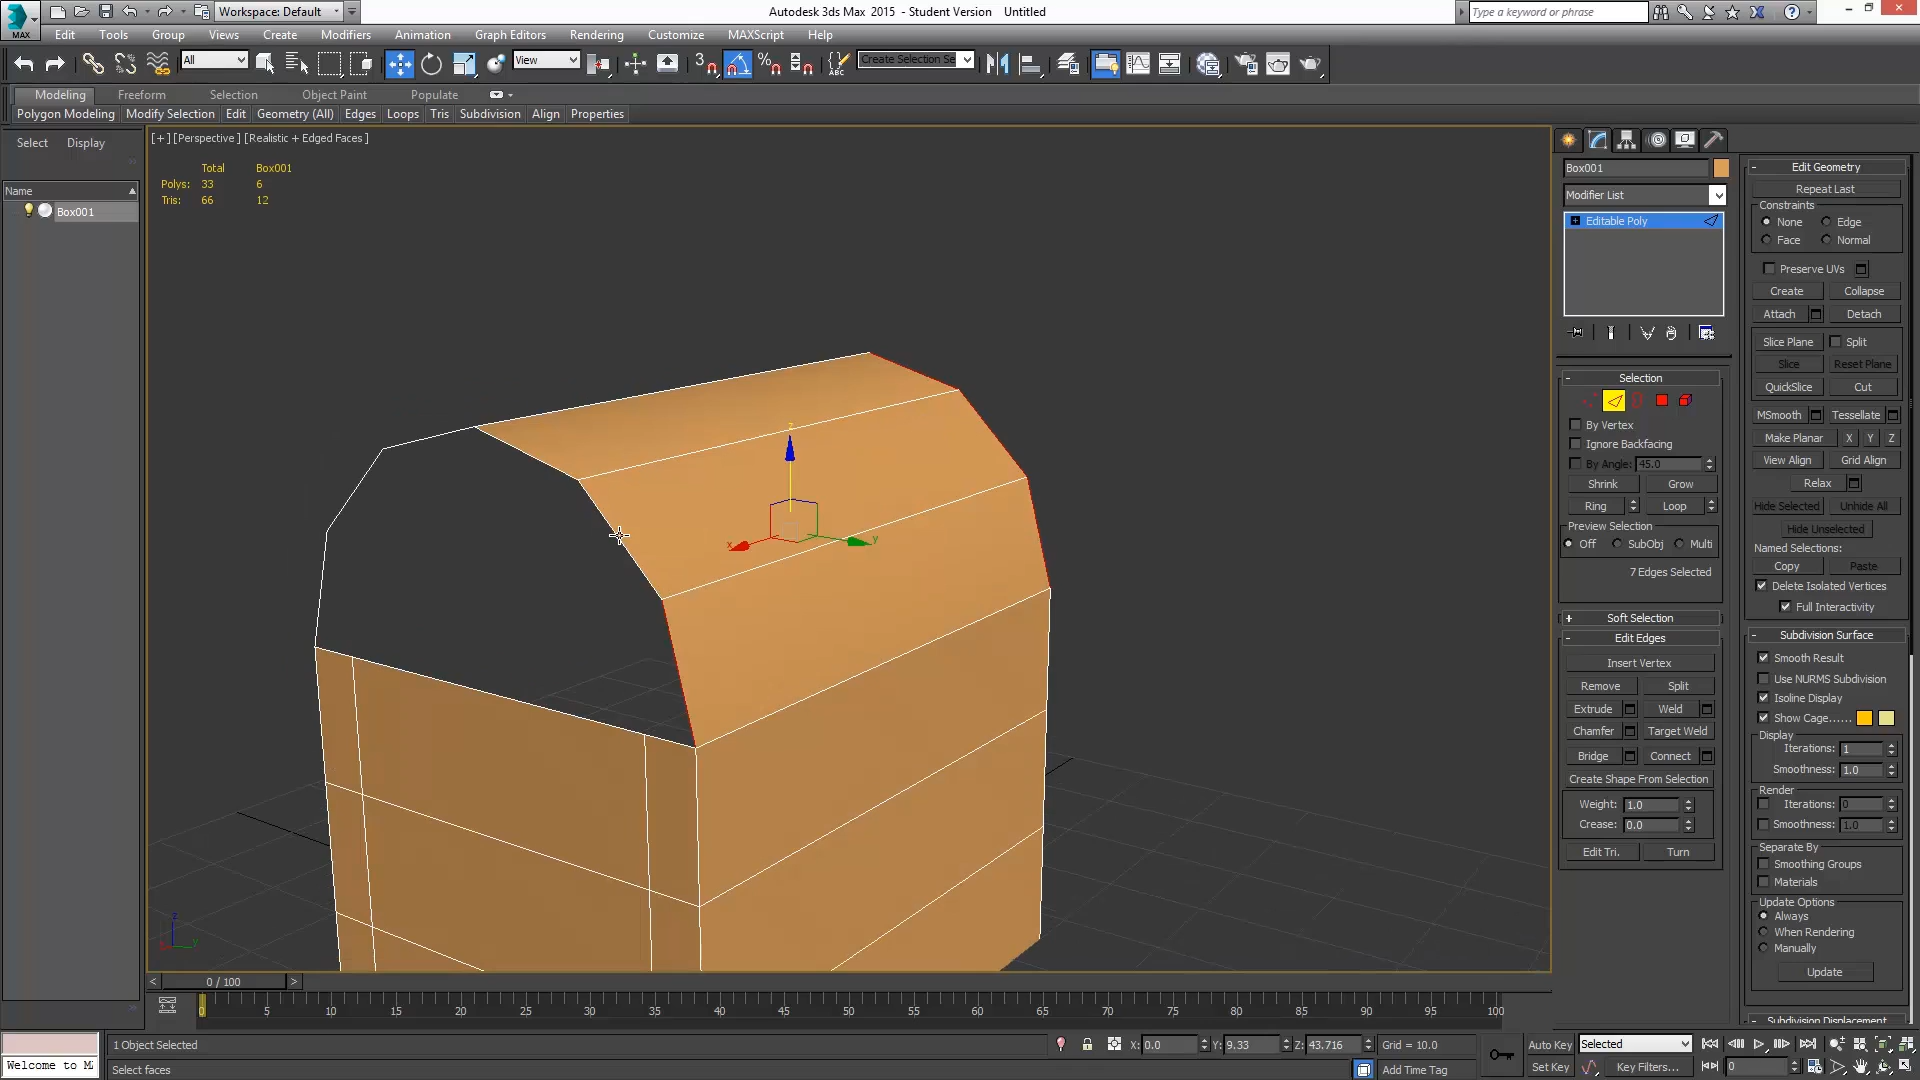 Workspace: Default
Autodesk 3ds Max 2015 - Student Version Untitled
Type a keyword or phrase
MAX
Edit Tools Group Views Create Modifiers Animation Graph Editors Rendering Customize MAXScript Help
All
View
3
ABC
Create Selection Se
Modeling Freeform Selection Object Paint Populate
Polygon Modeling Modify Selection Edit Geometry (All) Edges Loops Tris Subdivision Align Properties
Select Display
Name
Box001
[+] [Perspective] [Realistic + Edged Faces]
Total Box001
Polys: 33 6
Tris: 66 12
z
x
y
z
y
Box001
Modifier List
Editable Poly
Selection
By Vertex
Ignore Backfacing
By Angle: 45.0
Shrink Grow
Ring Loop
Preview Selection
Off SubObj Multi
7 Edges Selected
Soft Selection
Edit Edges
Insert Vertex
Remove Split
Extrude Weld
Chamfer Target Weld
Bridge Connect
Create Shape From Selection
Weight: 1.0
Crease: 0.0
Edit Tri. Turn
Edit Geometry
Repeat Last
Constraints
None Edge
Face Normal
Preserve UVs
Create Collapse
Attach Detach
Slice Plane Split
Slice Reset Plane
QuickSlice Cut
MSmooth Tessellate
Make Planar X Y Z
View Align Grid Align
Relax
Hide Selected Unhide All
Hide Unselected
Named Selections:
Copy Paste
Delete Isolated Vertices
Full Interactivity
Subdivision Surface
Smooth Result
Use NURMS Subdivision
Isoline Display
Show Cage......
Display
Iterations: 1
Smoothness: 1.0
Render
Iterations: 0
Smoothness: 1.0
Separate By
Smoothing Groups
Materials
Update Options
Always
When Rendering
Manually
Update
Subdivision Displacement
< 0 / 100 >
0 5 10 15 20 25 30 35 40 45 50 55 60 65 70 75 80 85 90 95 100
1 Object Selected
X: 0.0 Y: 9.33 Z: 43.716 Grid = 10.0
Auto Key Selected
Welcome to M
Select faces
Add Time Tag
Set Key Key Filters... 0